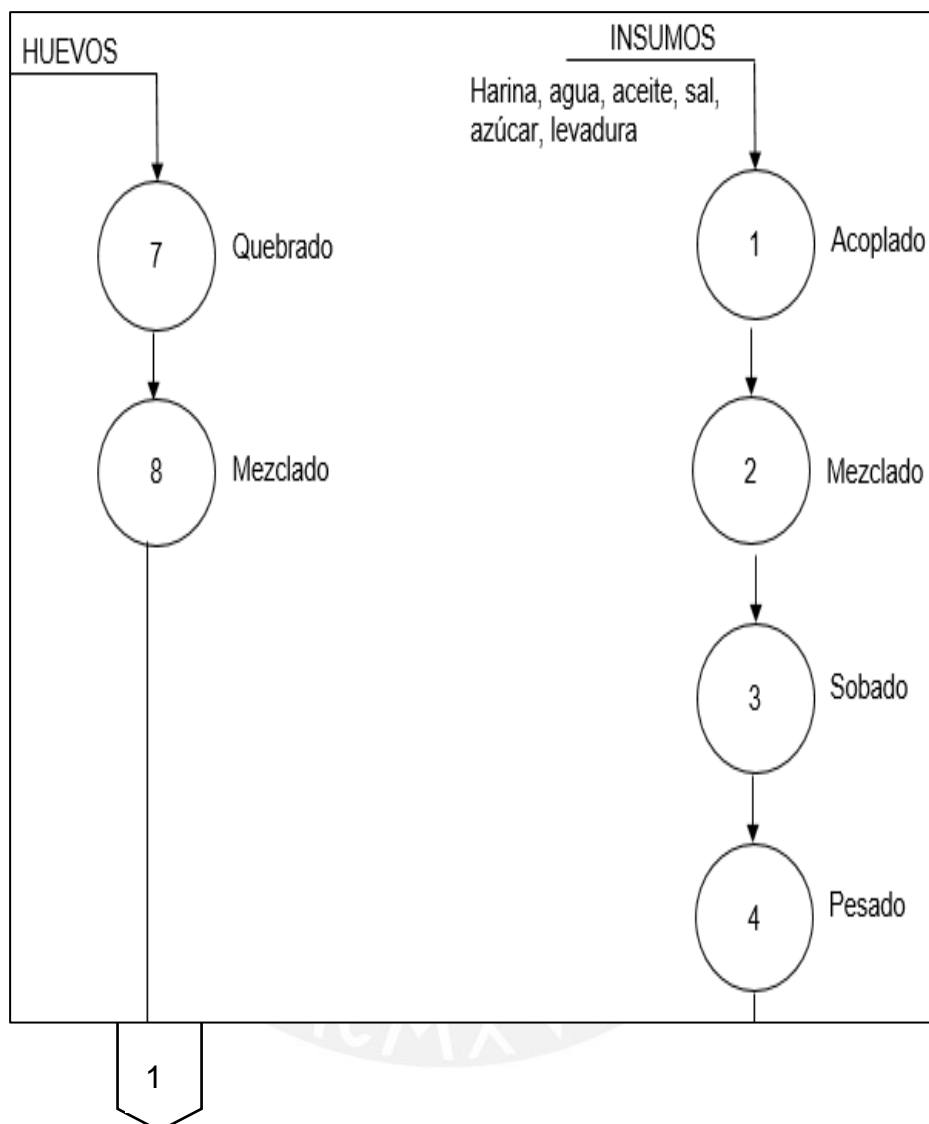 HUEVOS
INSUMOS
Harina, agua, aceite, sal,
azúcar, levadura
7
Quebrado
1
Acoplado
8
Mezclado
2
Mezclado
3
Sobado
4
Pesado
1